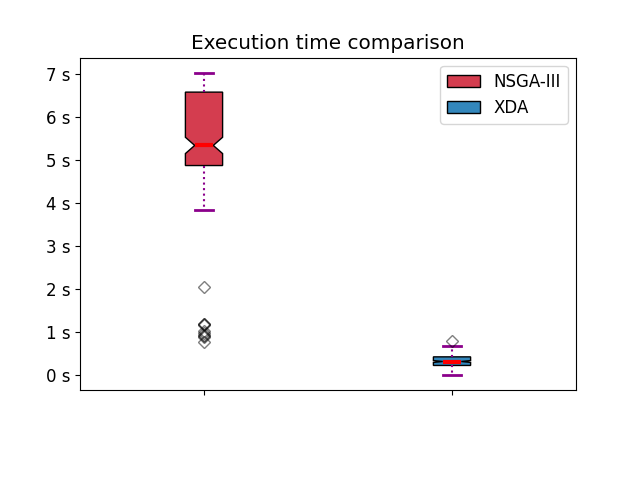 Execution time comparison
7 s
6 s
5 s
4 s
3 s
2 s
1 s
0 s
NSGA-III
XDA